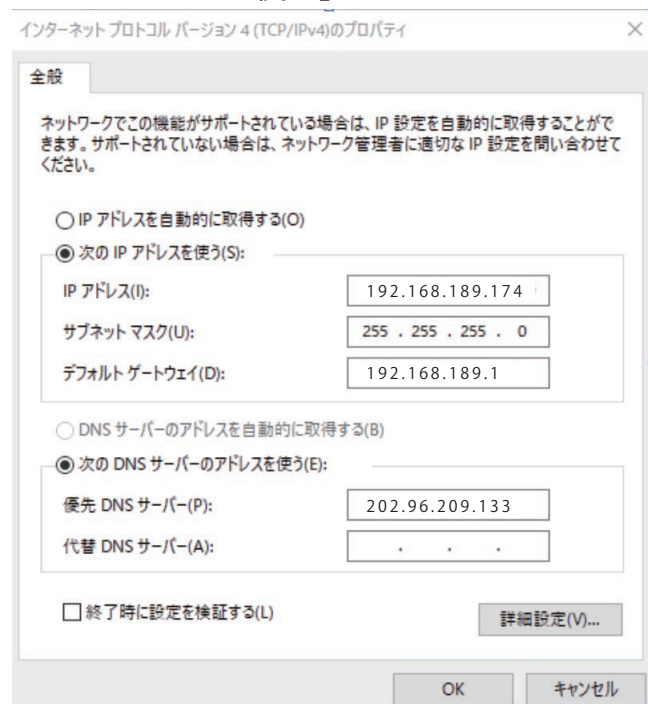 インターネット プロトコル バージョン 4 (TCP/IPv4)のプロパティ
全般
ネットワークでこの機能がサポートされている場合は、IP 設定を自動的に取得することがで
きます。サポートされていない場合は、ネットワーク管理者に適切な IP 設定を問い合わせて
ください。
IP アドレスを自動的に取得する(O)
次の IP アドレスを使う(S):
IP アドレス(I): 192.168.189.174
サブネット マスク(U): 255 . 255 . 255 . 0
デフォルト ゲートウェイ(D): 192.168.189.1
DNS サーバーのアドレスを自動的に取得する(B)
次の DNS サーバーのアドレスを使う(E):
優先 DNS サーバー(P): 202.96.209.133
代替 DNS サーバー(A): . . .
終了時に設定を検証する(L)
詳細設定(V)...
OK キャンセル